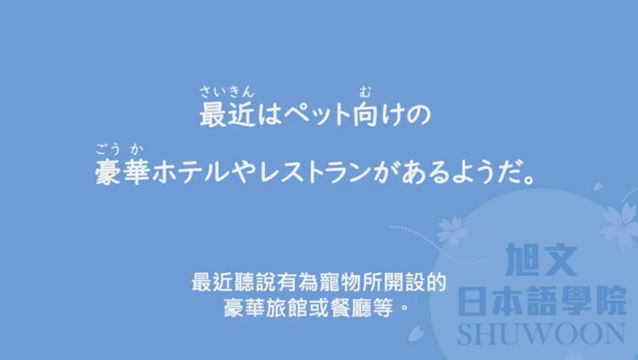 さいきん む
最近はペット向けの
ごう か
豪華ホテルやレストランがあるようだ。
最近聽說有為寵物所開設的
豪華旅館或餐廳等。
旭文
日本語學院
SHUWOON